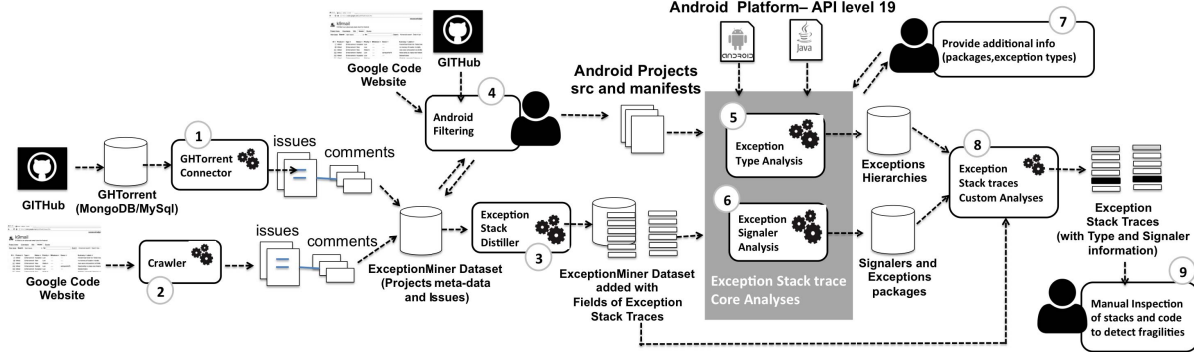 Android Platform– API level 19
k9mail
Google Code
Website
GITHub
4
Android
Filtering
Android Projects
src and manifests
ANDROID
Java
7
Provide additional info
(packages,exception types)
GITHub
GHTorrent
(MongoDB/MySql)
1
GHTorrent
Connector
issues
comments
k9mail
Google Code
Website
Crawler
2
issues
comments
ExceptionMiner Dataset
(Projects meta-data
and Issues)
Exception
Stack
Distiller
3
ExceptionMiner Dataset
added with
Fields of Exception
Stack Traces
5
Exception
Type Analysis
6
Exception
Signaler
Analysis
Exception Stack trace
Core Analyses
Exceptions
Hierarchies
Signalers and
Exceptions
packages
8
Exception
Stack traces
Custom Analyses
Exception
Stack Traces
(with Type and Signaler
information)
9
Manual Inspection
of stacks and code
to detect fragilities